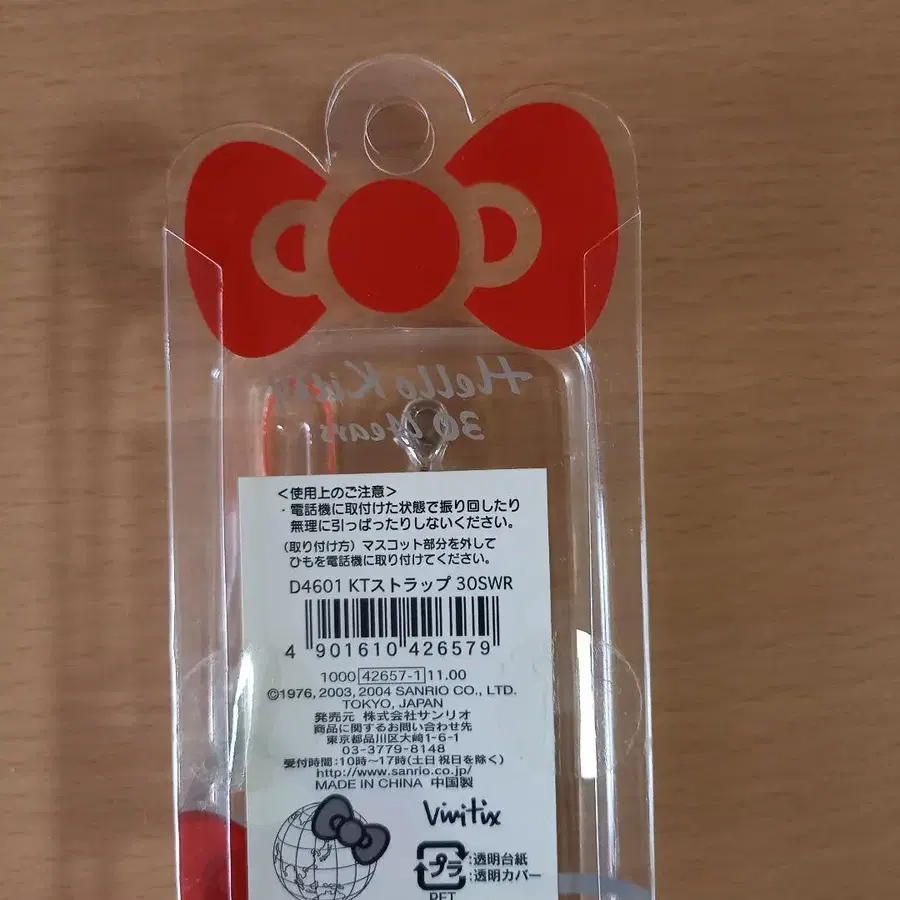 Hello Kitty
30 Years
<使用上のご注意>
・電話機に取付けた状態で振り回したり
無理に引っぱったりしないください。
(取り付け方) マスコット部分を外して
ひもを電話機に取り付けてください。
D4601 KTストラップ 30SWR
4 901610 426579
1000 42657-1 11.00
©1976, 2003, 2004 SANRIO CO., LTD.
TOKYO, JAPAN
発売元 株式会社サンリオ
商品に関するお問い合わせ先
東京都品川区大崎1-6-1
03-3779-8148
受付時間:10時~17時(土日祝日を除く)
http://www.sanrio.co.jp/
MADE IN CHINA 中国製
Vivitix
プラ :透明台紙
:透明カバー
PET